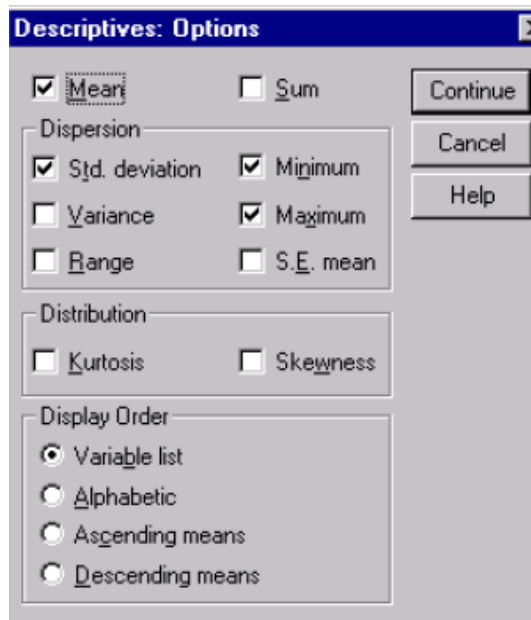 Descriptives: Options
Mean
Sum
Continue
Cancel
Help
Dispersion
Std. deviation
Minimum
Variance
Maximum
Range
S.E. mean
Distribution
Kurtosis
Skewness
Display Order
Variable list
Alphabetic
Ascending means
Descending means